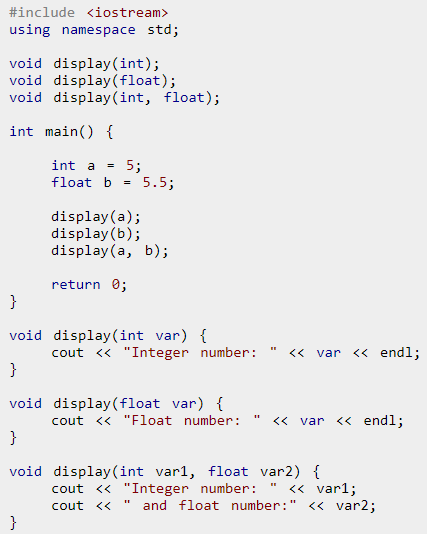 #include <iostream>
using namespace std;
void display(int);
void display(float);
void display(int, float);
int main() {
int a = 5;
float b = 5.5;
display(a);
display(b);
display(a, b);
return 0;
}
void display(int var) {
cout << "Integer number: " << var << endl;
}
void display(float var) {
cout << "Float number: " << var << endl;
}
void display(int var1, float var2) {
cout << "Integer number: " << var1;
cout << " and float number:" << var2;
}